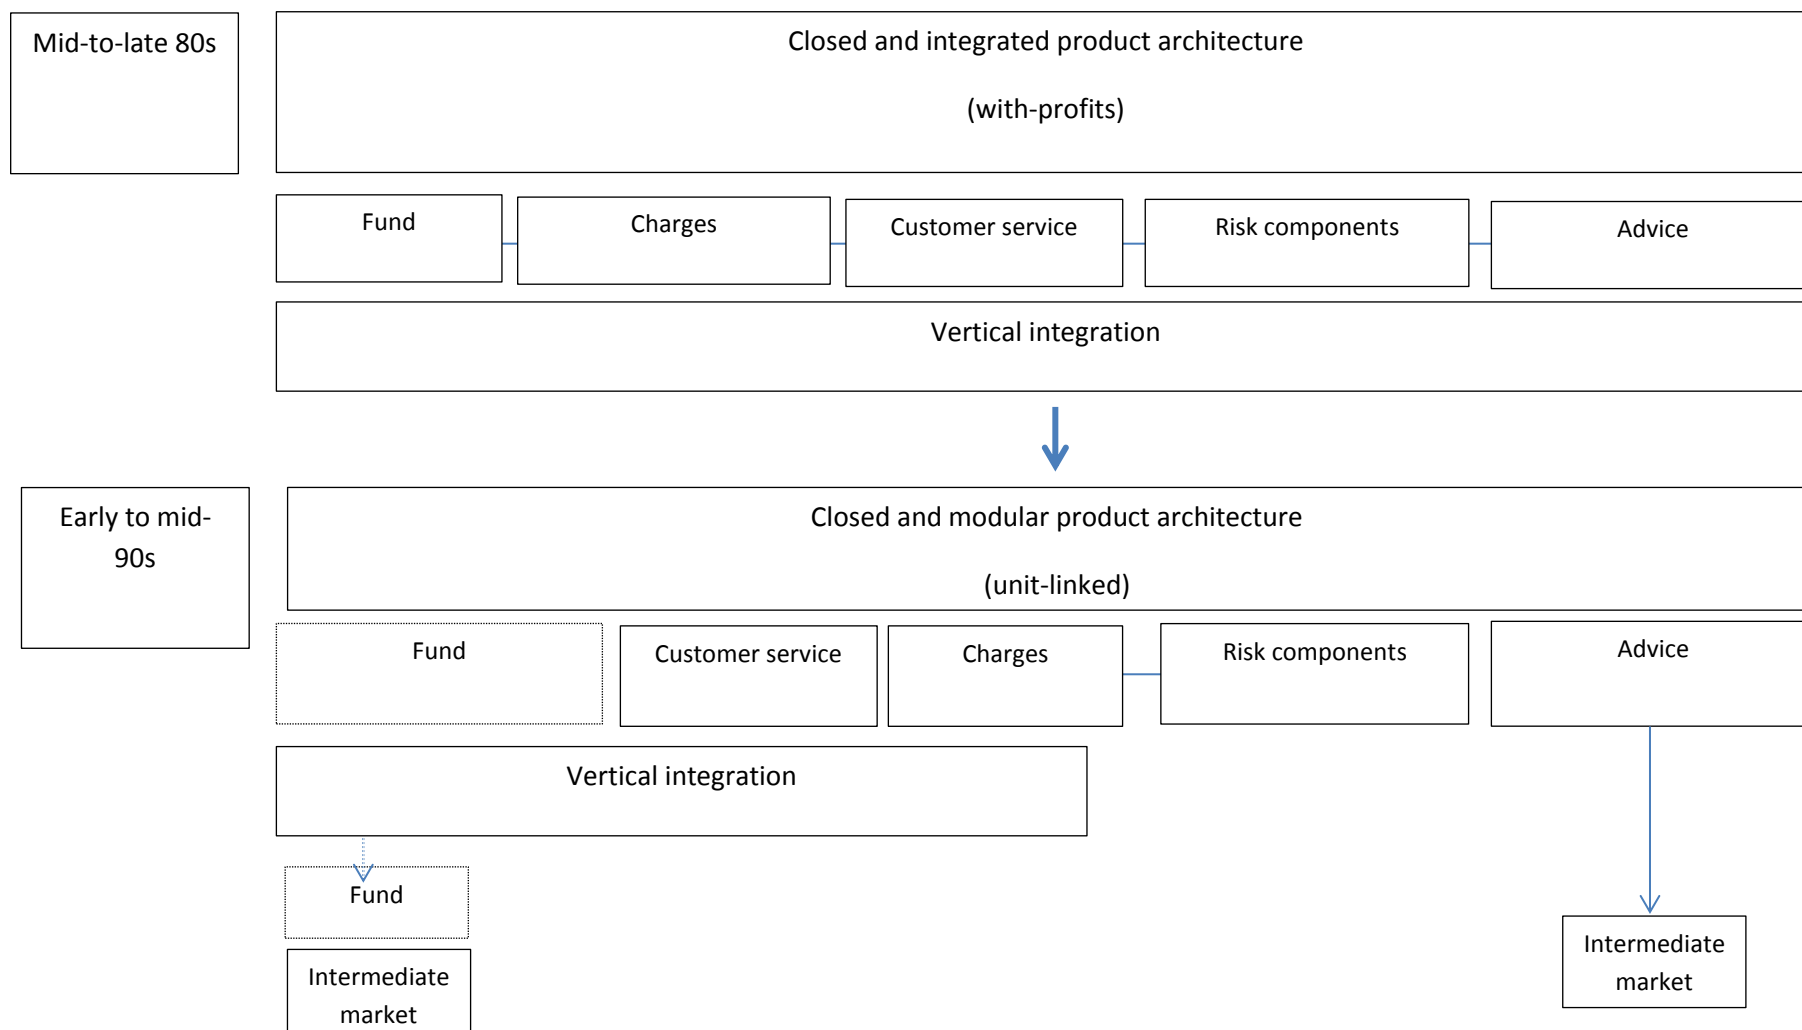 Mid-to-late 80s
Closed and integrated product architecture
(with-profits)
Fund
Charges
Customer service
Risk components
Advice
Vertical integration
Early to mid-
90s
Closed and modular product architecture
(unit-linked)
Fund
Customer service
Charges
Risk components
Advice
Vertical integration
Fund
Intermediate
market
Intermediate
market